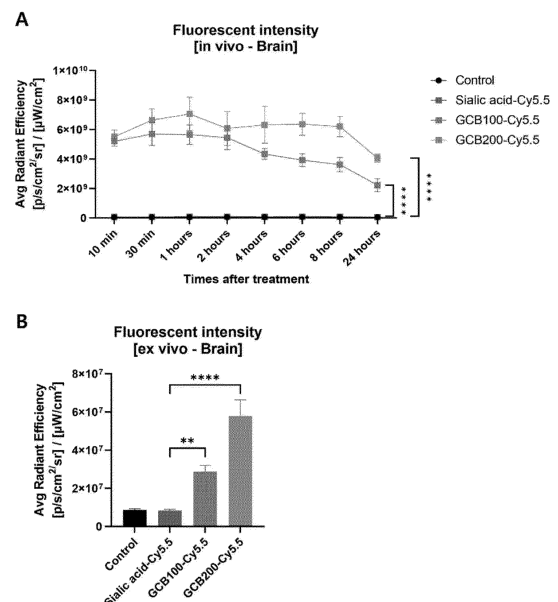 A
Fluorescent intensity
[in vivo - Brain]
Avg Radiant Efficiency
[p/s/cm²/sr] / [µW/cm²]
1×10¹⁰
8×10⁹
6×10⁹
4×10⁹
2×10⁹
0
10 min
30 min
1 hours
2 hours
4 hours
6 hours
8 hours
24 hours
Times after treatment
****
****
Control
Sialic acid-Cy5.5
GCB100-Cy5.5
GCB200-Cy5.5
B
Fluorescent intensity
[ex vivo - Brain]
Avg Radiant Efficiency
[p/s/cm²/sr] / [µW/cm²]
8×10⁷
6×10⁷
4×10⁷
2×10⁷
0
****
**
Control
Sialic acid-Cy5.5
GCB100-Cy5.5
GCB200-Cy5.5